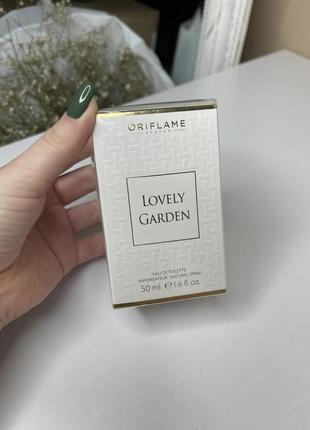 ORIFLAME
SWEDEN
LOVELY
GARDEN
EAU DE TOILETTE
VAPORISATEUR. NATURAL SPRAY
50 ml ℮ 1.6 fl. oz.